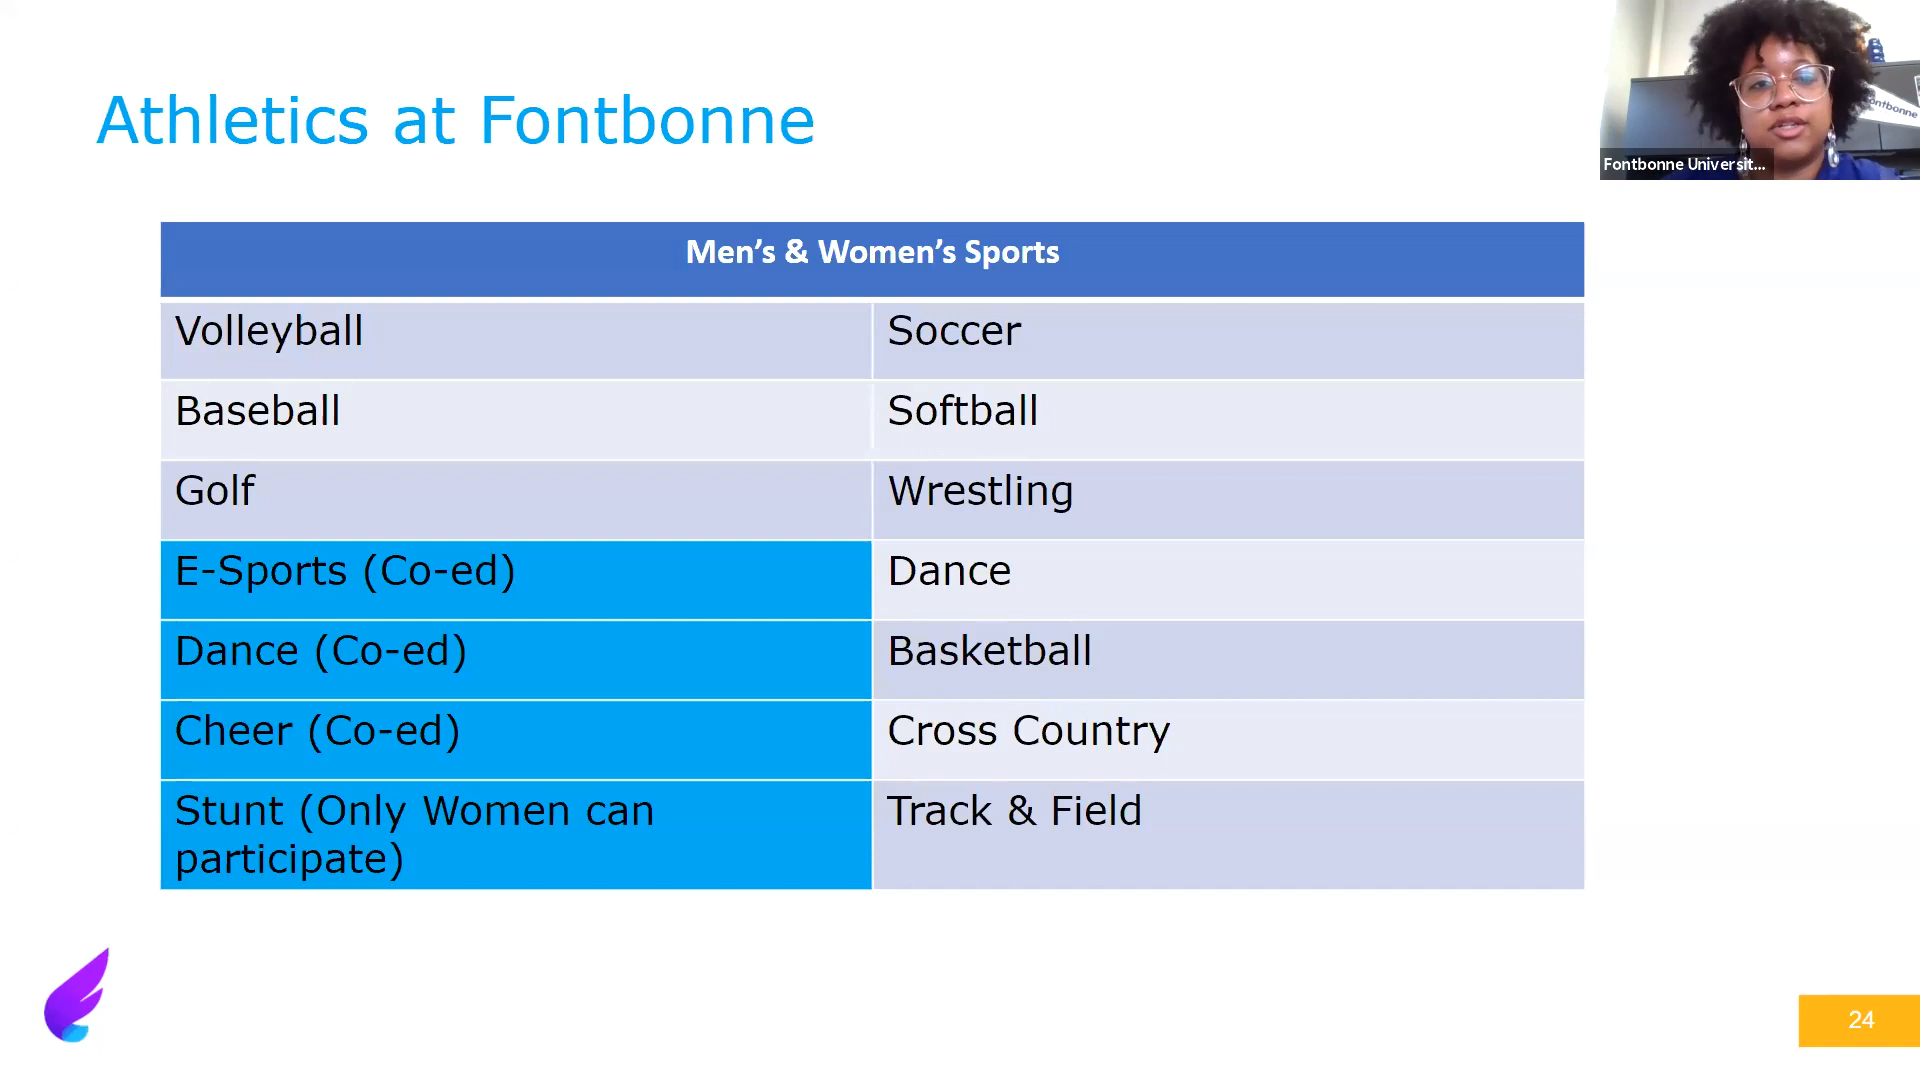 Athletics at Fontbonne
Fontbonne Universit...
ontbonne
Men's & Women's Sports
Volleyball
Soccer
Baseball
Softball
Golf
Wrestling
E-Sports (Co-ed)
Dance
Dance (Co-ed)
Basketball
Cheer (Co-ed)
Cross Country
Stunt (Only Women can
participate)
Track & Field
24